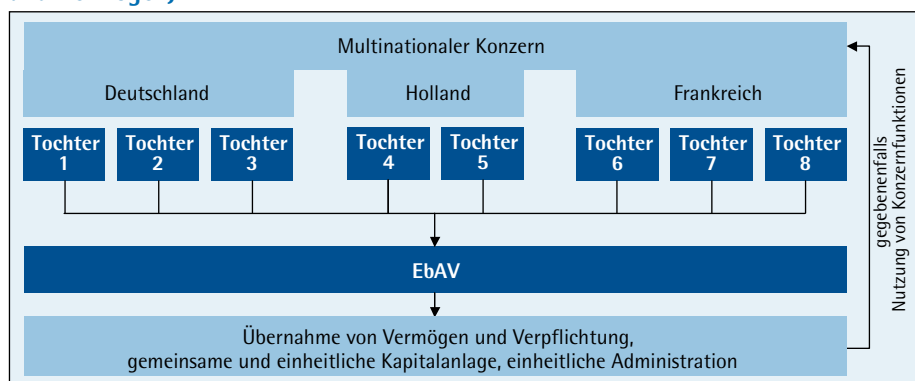 Multinationaler Konzern
Deutschland
Holland
Frankreich
Tochter
1
Tochter
2
Tochter
3
Tochter
4
Tochter
5
Tochter
6
Tochter
7
Tochter
8
EbAV
Übernahme von Vermögen und Verpflichtung,
gemeinsame und einheitliche Kapitalanlage, einheitliche Administration
gegebenenfalls
Nutzung von Konzernfunktionen